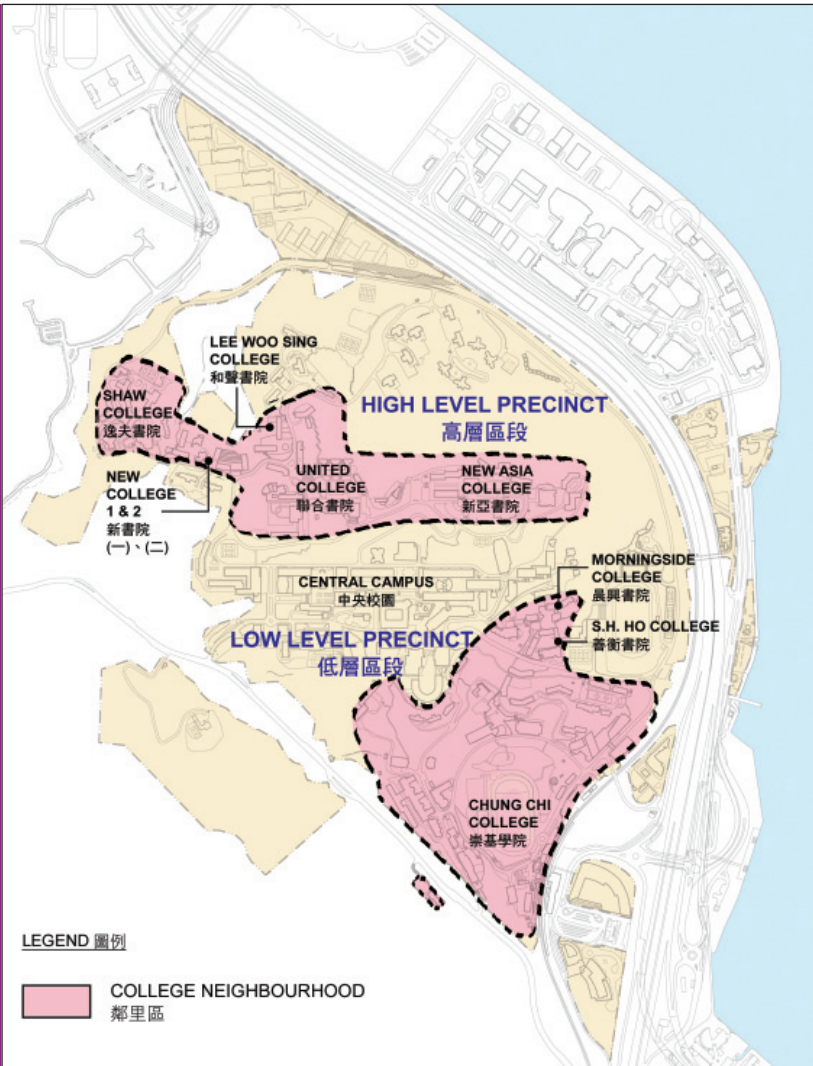 LEE WOO SING
COLLEGE
和聲書院
SHAW
COLLEGE
逸夫書院
HIGH LEVEL PRECINCT
高層區段
UNITED
COLLEGE
聯合書院
NEW ASIA
COLLEGE
新亞書院
NEW
COLLEGE
1 & 2
新書院
(一)、(二)
MORNINGSIDE
COLLEGE
晨興書院
CENTRAL CAMPUS
中央校園
S.H. HO COLLEGE
善衡書院
LOW LEVEL PRECINCT
低層區段
CHUNG CHI
COLLEGE
崇基學院
LEGEND 圖例
COLLEGE NEIGHBOURHOOD
鄰里區